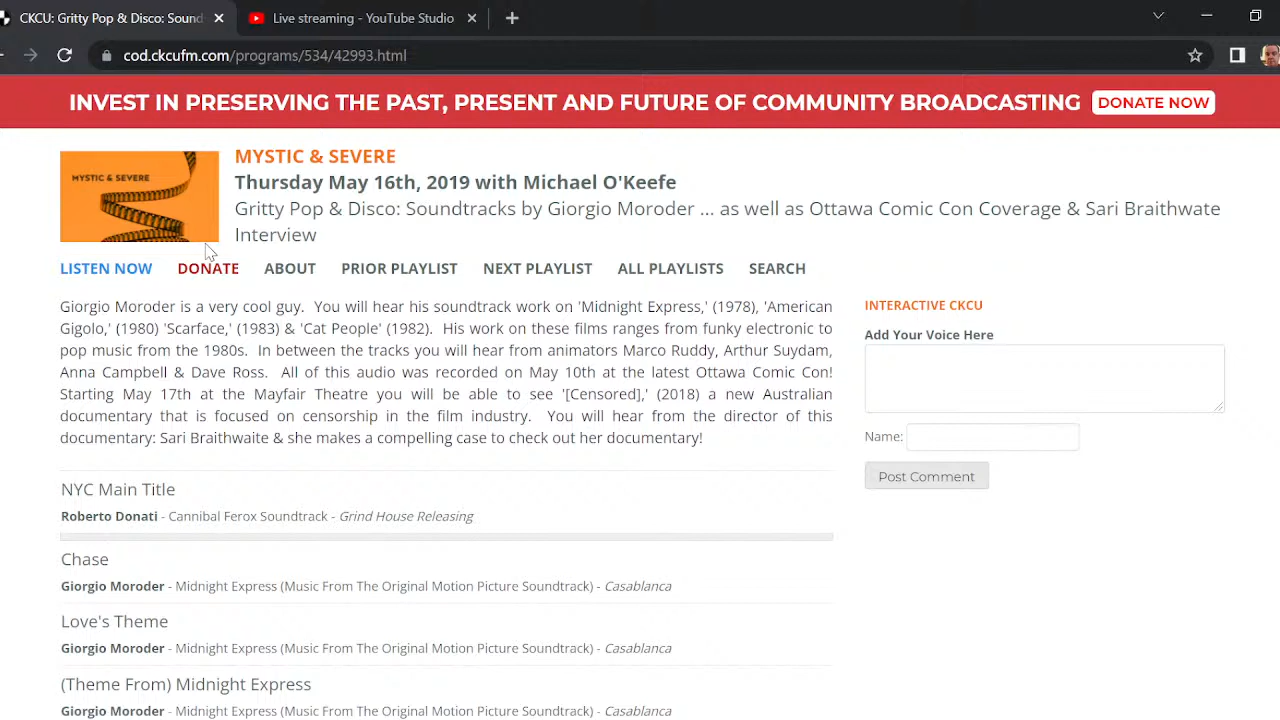 CKCU: Gritty Pop & Disco: Sound
Live streaming - YouTube Studio
cod.ckcufm.com/programs/534/42993.html
INVEST IN PRESERVING THE PAST, PRESENT AND FUTURE OF COMMUNITY BROADCASTING DONATE NOW
MYSTIC & SEVERE
MYSTIC & SEVERE
Thursday May 16th, 2019 with Michael O'Keefe
Gritty Pop & Disco: Soundtracks by Giorgio Moroder ... as well as Ottawa Comic Con Coverage & Sari Braithwate
Interview
LISTEN NOW DONATE ABOUT PRIOR PLAYLIST NEXT PLAYLIST ALL PLAYLISTS SEARCH
Giorgio Moroder is a very cool guy. You will hear his soundtrack work on 'Midnight Express,' (1978), 'American
Gigolo,' (1980) 'Scarface,' (1983) & 'Cat People' (1982). His work on these films ranges from funky electronic to
pop music from the 1980s. In between the tracks you will hear from animators Marco Ruddy, Arthur Suydam,
Anna Campbell & Dave Ross. All of this audio was recorded on May 10th at the latest Ottawa Comic Con!
Starting May 17th at the Mayfair Theatre you will be able to see '[Censored],' (2018) a new Australian
documentary that is focused on censorship in the film industry. You will hear from the director of this
documentary: Sari Braithwaite & she makes a compelling case to check out her documentary!
NYC Main Title
Roberto Donati - Cannibal Ferox Soundtrack - Grind House Releasing
Chase
Giorgio Moroder - Midnight Express (Music From The Original Motion Picture Soundtrack) - Casablanca
Love's Theme
Giorgio Moroder - Midnight Express (Music From The Original Motion Picture Soundtrack) - Casablanca
(Theme From) Midnight Express
Giorgio Moroder - Midnight Express (Music From The Original Motion Picture Soundtrack) - Casablanca
INTERACTIVE CKCU
Add Your Voice Here
Name:
Post Comment